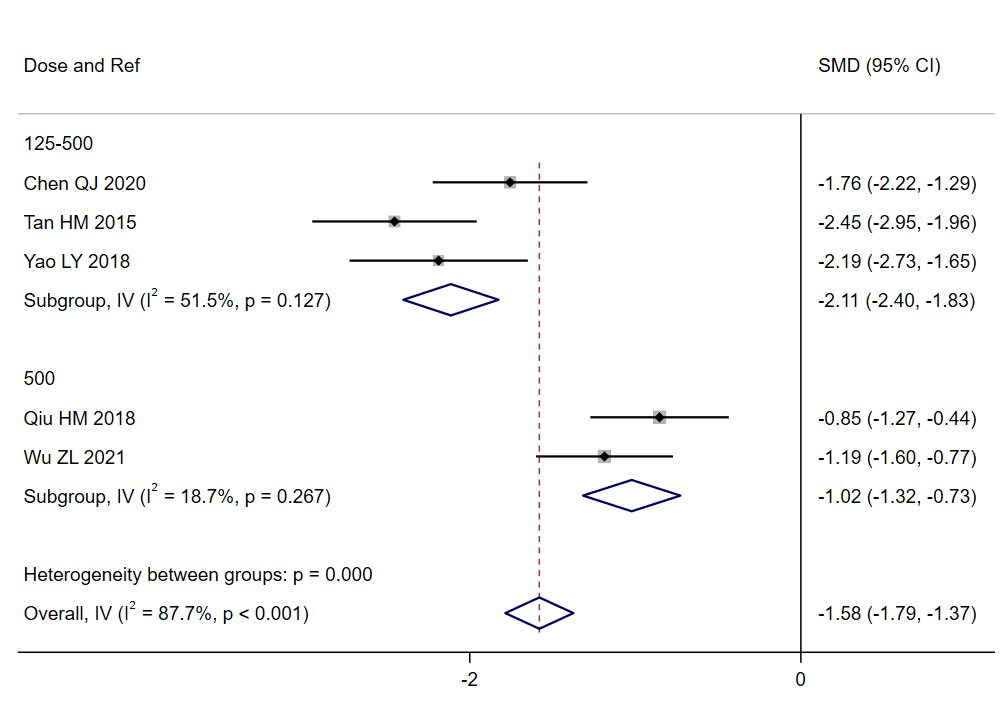 Dose and Ref SMD (95% CI)
125-500
Chen QJ 2020 -1.76 (-2.22, -1.29)
Tan HM 2015 -2.45 (-2.95, -1.96)
Yao LY 2018 -2.19 (-2.73, -1.65)
Subgroup, IV (I² = 51.5%, p = 0.127) -2.11 (-2.40, -1.83)
500
Qiu HM 2018 -0.85 (-1.27, -0.44)
Wu ZL 2021 -1.19 (-1.60, -0.77)
Subgroup, IV (I² = 18.7%, p = 0.267) -1.02 (-1.32, -0.73)
Heterogeneity between groups: p = 0.000
Overall, IV (I² = 87.7%, p < 0.001) -1.58 (-1.79, -1.37)
-2 0